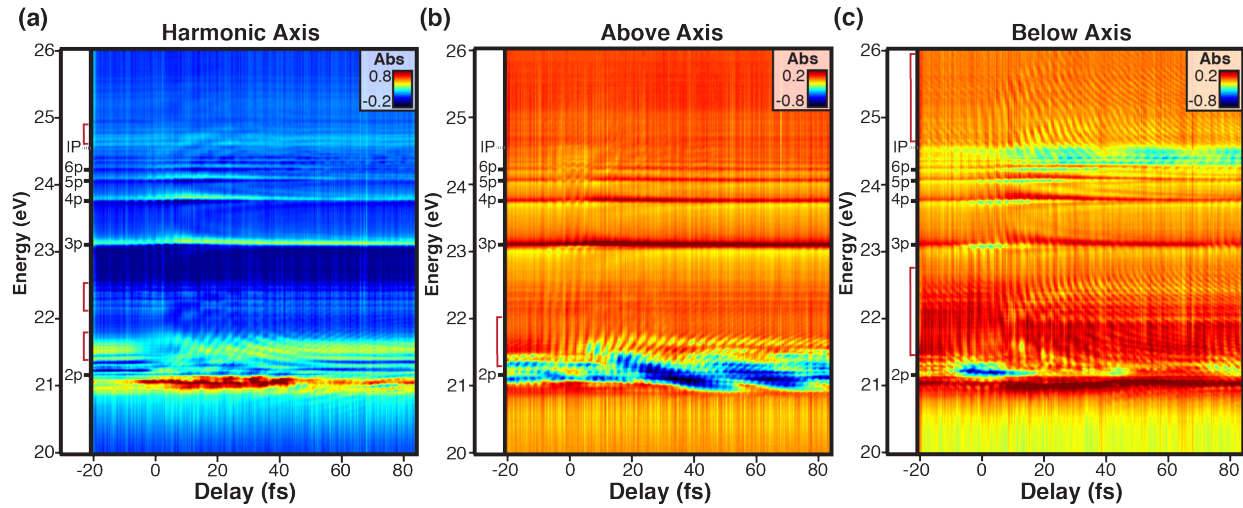 (a)
Harmonic Axis
Energy (eV)
26
25
24
23
22
21
20
IP
6p
5p
4p
3p
2p
Abs
0.8
-0.2
-20
0
20
40
60
80
Delay (fs)
(b)
Above Axis
Energy (eV)
26
25
24
23
22
21
20
IP
6p
5p
4p
3p
2p
Abs
0.2
-0.8
-20
0
20
40
60
80
Delay (fs)
(c)
Below Axis
Energy (eV)
26
25
24
23
22
21
20
IP
6p
5p
4p
3p
2p
Abs
0.2
-0.8
-20
0
20
40
60
80
Delay (fs)